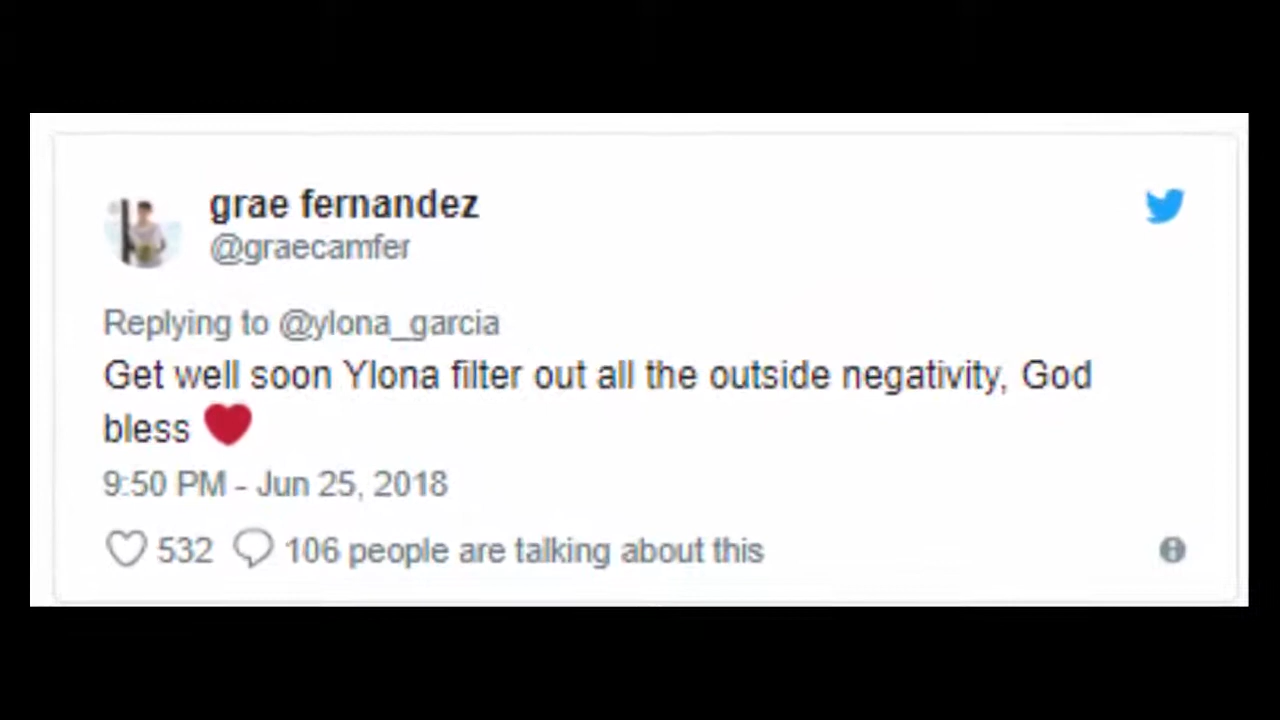 grae fernandez
@graecamfer
Replying to @ylona_garcia
Get well soon Ylona filter out all the outside negativity, God
bless ❤
9:50 PM - Jun 25, 2018
532 106 people are talking about this